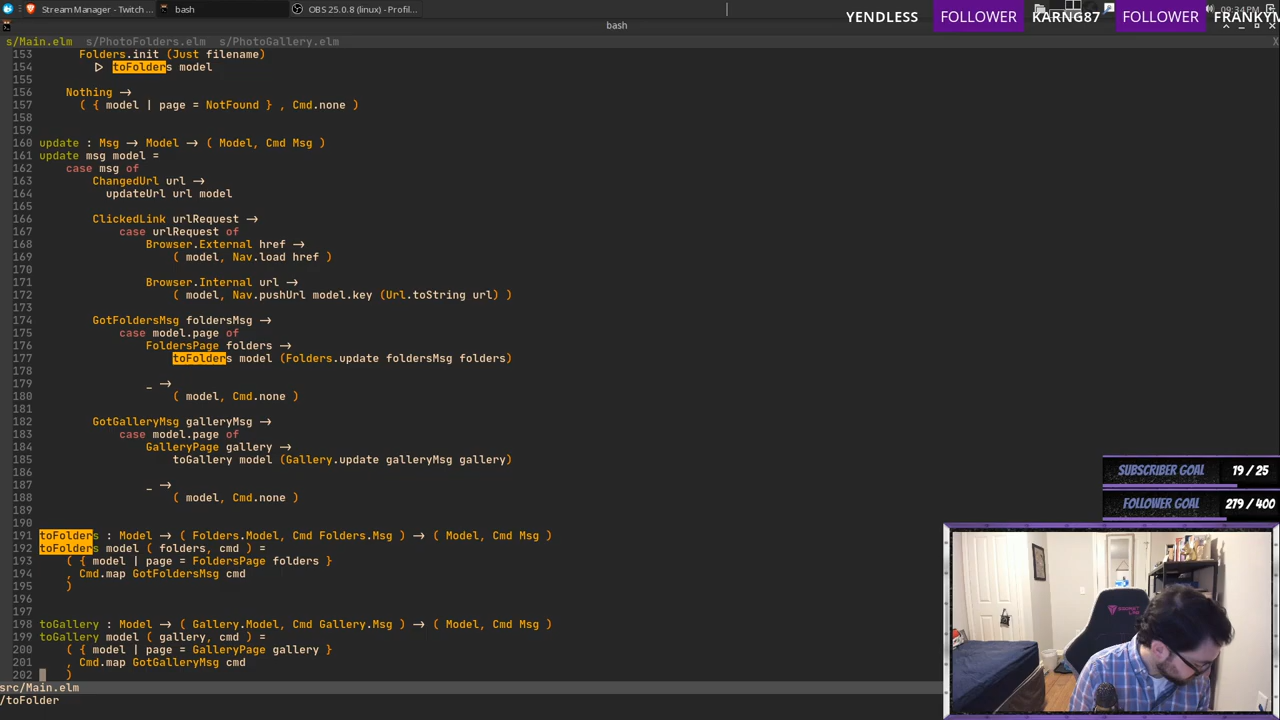 Stream Manager - Twitch
bash
OBS 25.0.8 (linux) - Profil...
09:34 PM
bash
YENDLESS FOLLOWER KARNG87 FOLLOWER FRANKYW
s/Main.elm s/PhotoFolders.elm s/PhotoGallery.elm
X
153 Folders.init (Just filename)
154 ▷ toFolders model
155
156 Nothing →
157 ( { model | page = NotFound } , Cmd.none )
158
159
160 update : Msg → Model → ( Model, Cmd Msg )
161 update msg model =
162 case msg of
163 ChangedUrl url →
164 updateUrl url model
165
166 ClickedLink urlRequest →
167 case urlRequest of
168 Browser.External href →
169 ( model, Nav.load href )
170
171 Browser.Internal url →
172 ( model, Nav.pushUrl model.key (Url.toString url) )
173
174 GotFoldersMsg foldersMsg →
175 case model.page of
176 FoldersPage folders →
177 toFolders model (Folders.update foldersMsg folders)
178
179 _ →
180 ( model, Cmd.none )
181
182 GotGalleryMsg galleryMsg →
183 case model.page of
184 GalleryPage gallery →
185 toGallery model (Gallery.update galleryMsg gallery)
186
187 _ →
188 ( model, Cmd.none )
189
190
191 toFolders : Model → ( Folders.Model, Cmd Folders.Msg ) → ( Model, Cmd Msg )
192 toFolders model ( folders, cmd ) =
193 ( { model | page = FoldersPage folders }
194 , Cmd.map GotFoldersMsg cmd
195 )
196
197
198 toGallery : Model → ( Gallery.Model, Cmd Gallery.Msg ) → ( Model, Cmd Msg )
199 toGallery model ( gallery, cmd ) =
200 ( { model | page = GalleryPage gallery }
201 , Cmd.map GotGalleryMsg cmd
202 )
src/Main.elm
/toFolder
SUBSCRIBER GOAL 19 / 25
FOLLOWER GOAL 279 / 400